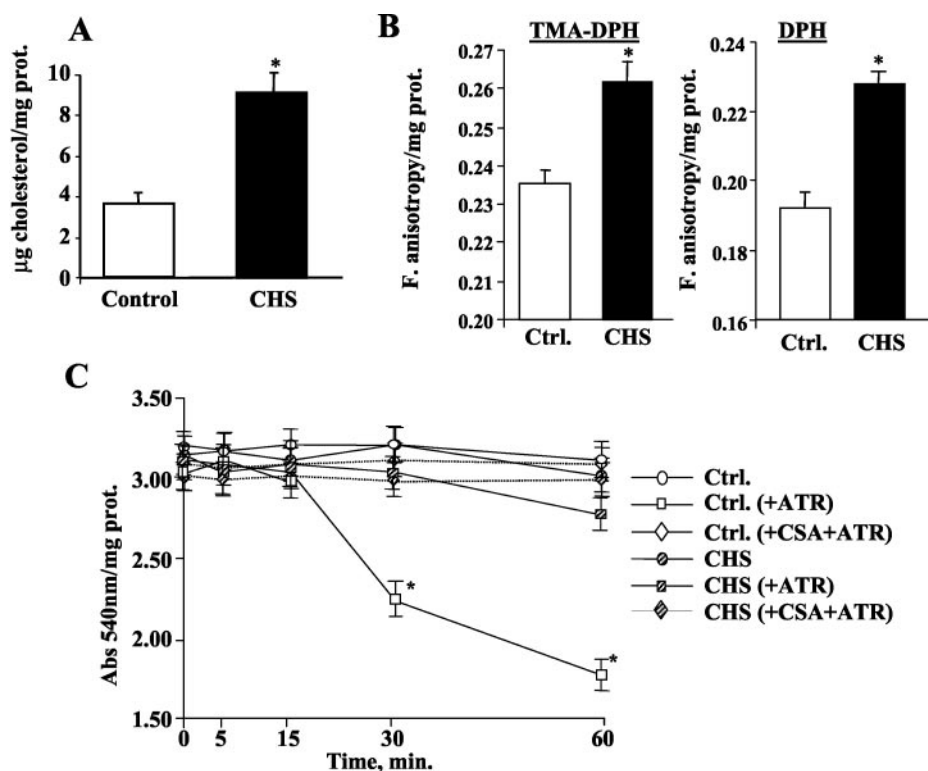 A
μg cholesterol/mg prot.
10
8
6
4
2
0
*
Control
CHS
B
TMA-DPH
F. anisotropy/mg prot.
0.27
0.26
0.25
0.24
0.23
0.22
0.21
0.20
*
Ctrl.
CHS
DPH
F. anisotropy/mg prot.
0.24
0.22
0.20
0.18
0.16
*
Ctrl.
CHS
C
Abs 540nm/mg prot.
3.50
3.00
2.50
2.00
1.50
*
*
0 5 15 30 60
Time, min.
Ctrl.
Ctrl. (+ATR)
Ctrl. (+CSA+ATR)
CHS
CHS (+ATR)
CHS (+CSA+ATR)